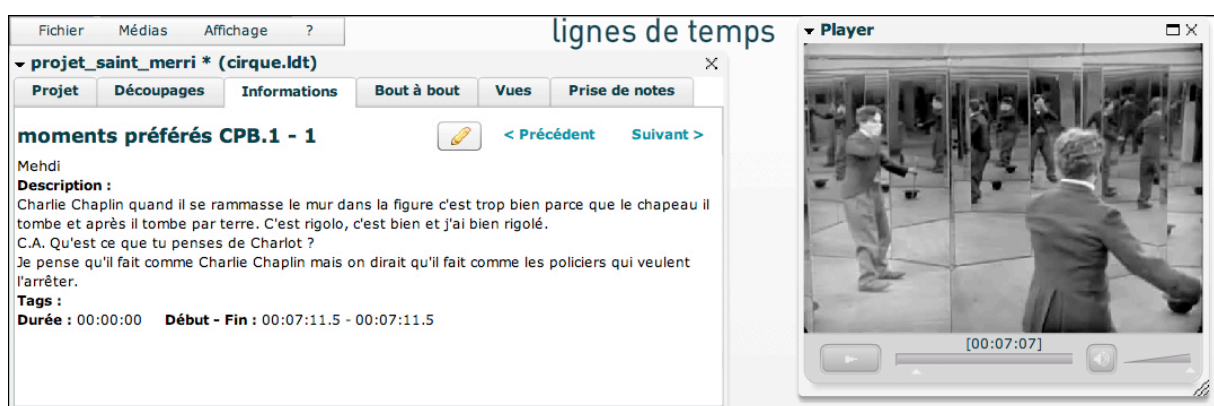 Fichier Médias Affichage ?
lignes de temps
projet_saint_merri * (cirque.ldt)
Projet Découpages Informations Bout à bout Vues Prise de notes
moments préférés CPB.1 - 1
< Précédent Suivant >
Mehdi
Description :
Charlie Chaplin quand il se rammasse le mur dans la figure c'est trop bien parce que le chapeau il
tombe et après il tombe par terre. C'est rigolo, c'est bien et j'ai bien rigolé.
C.A. Qu'est ce que tu penses de Charlot ?
Je pense qu'il fait comme Charlie Chaplin mais on dirait qu'il fait comme les policiers qui veulent
l'arrêter.
Tags :
Durée : 00:00:00 Début - Fin : 00:07:11.5 - 00:07:11.5
Player
[00:07:07]